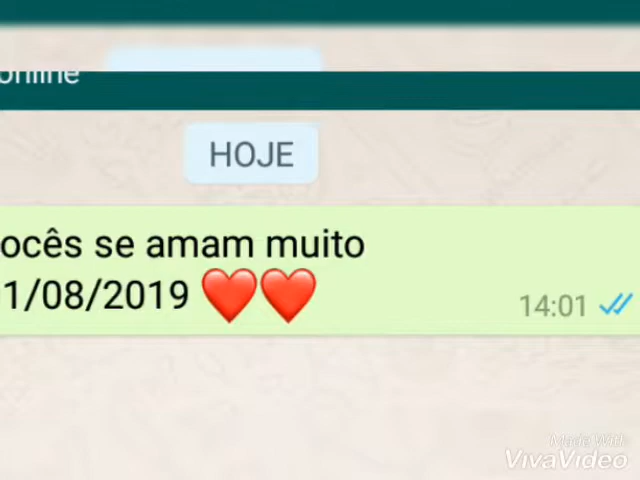 online
HOJE
ocês se amam muito
1/08/2019 ❤️❤️
14:01
Made With
VivaVideo